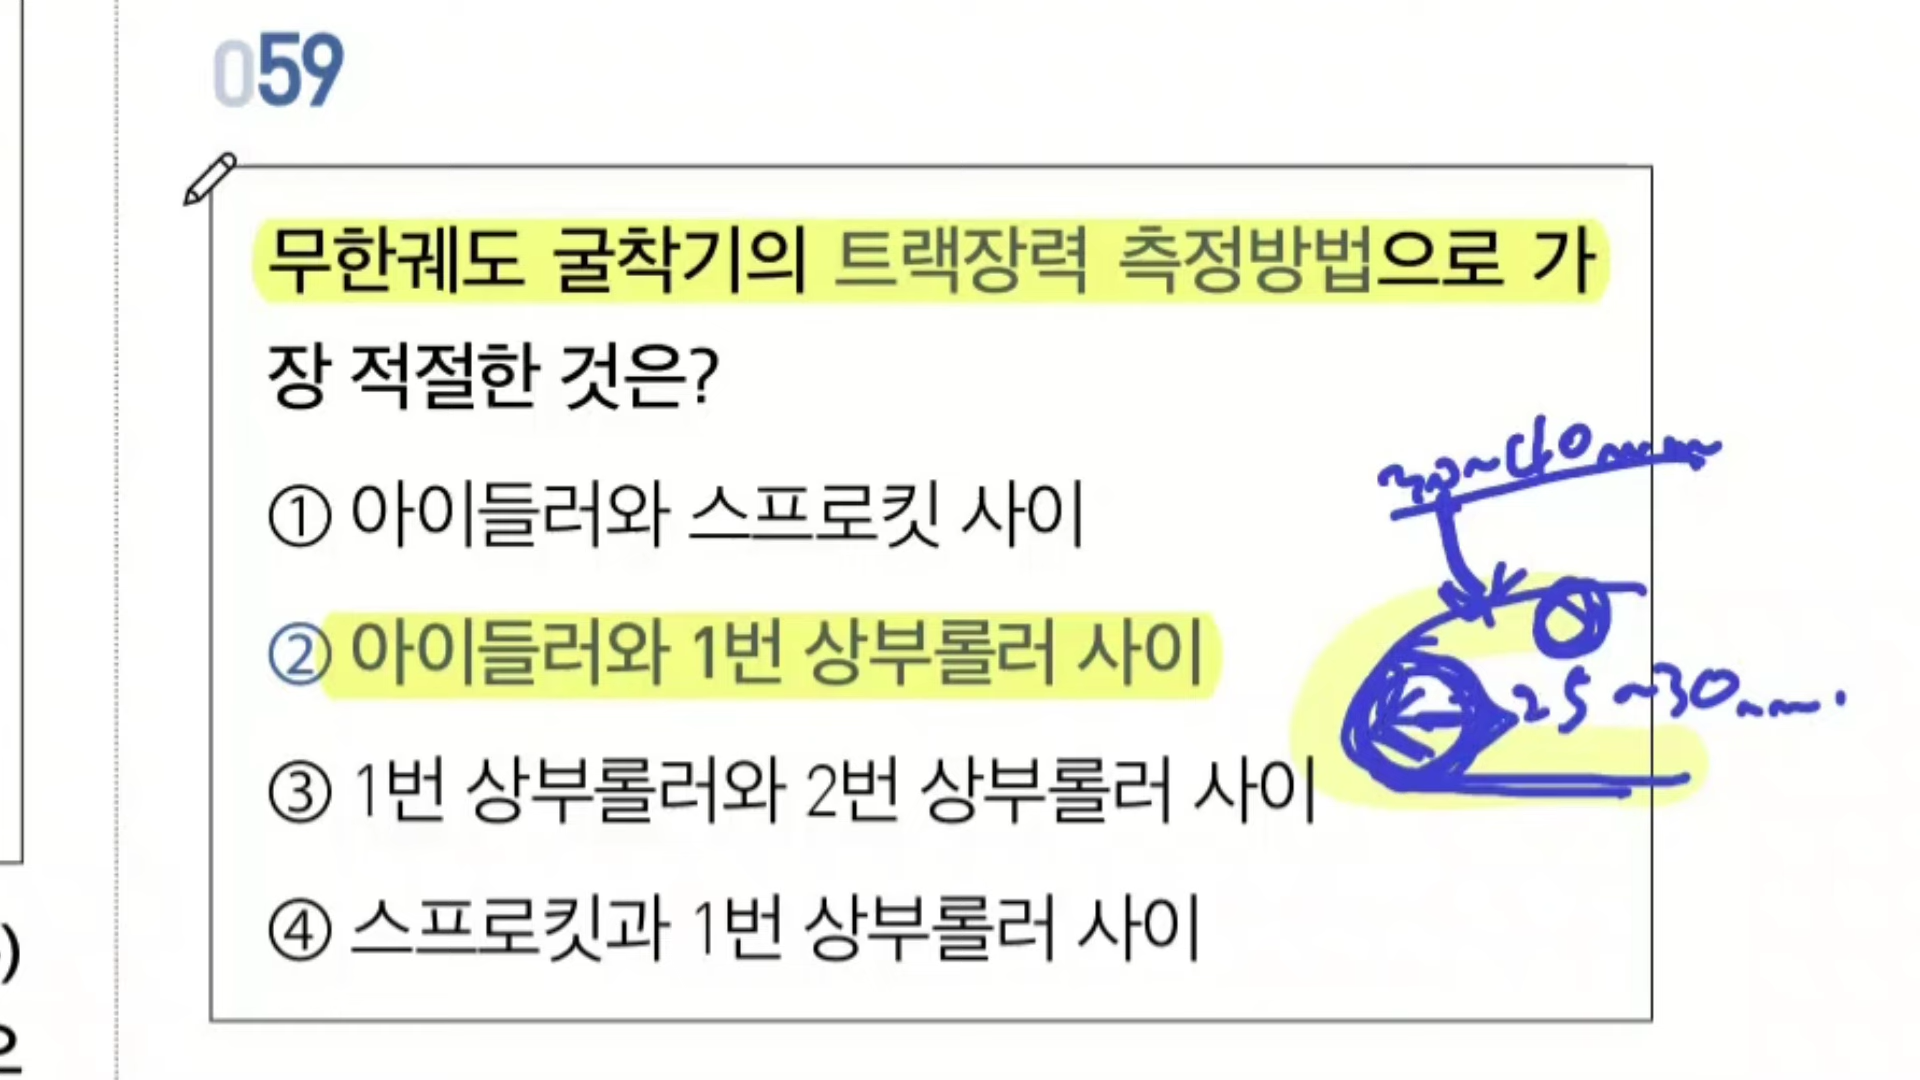 059
무한궤도 굴착기의 트랙장력 측정방법으로 가
장 적절한 것은?
① 아이들러와 스프로킷 사이
30~40mm
② 아이들러와 1번 상부롤러 사이
25~30mm
③ 1번 상부롤러와 2번 상부롤러 사이
④ 스프로킷과 1번 상부롤러 사이
)